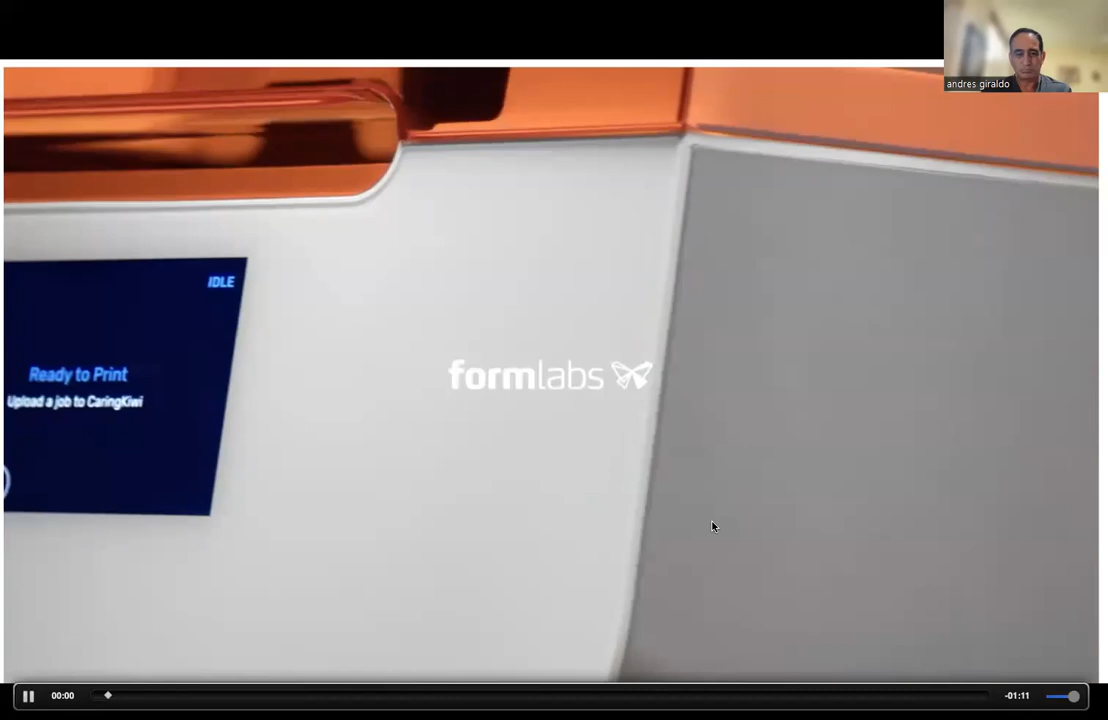 andres giraldo
IDLE
Ready to Print
Upload a job to CaringKiwi
formlabs
00:00
-01:11